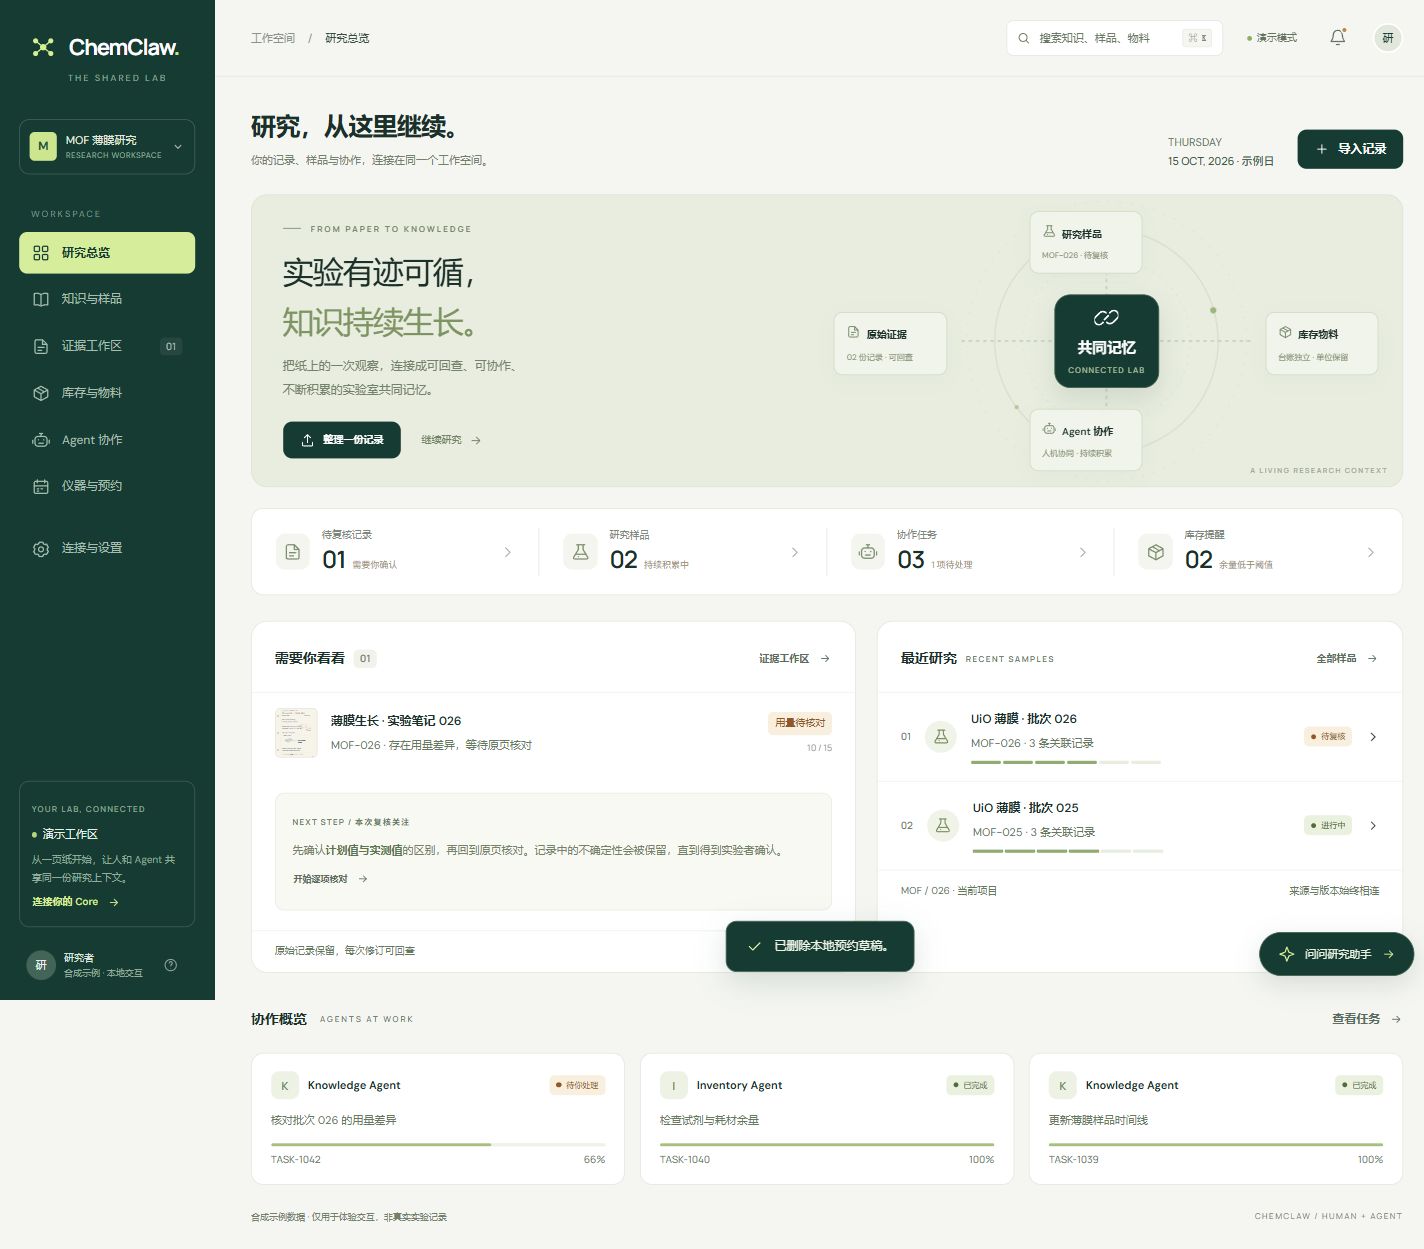 ChemClaw.
THE SHARED LAB
M
MOF 薄膜研究
RESEARCH WORKSPACE
WORKSPACE
研究总览
知识与样品
证据工作区 01
库存与物料
Agent 协作
仪器与预约
连接与设置
YOUR LAB, CONNECTED
演示工作区
从一页纸开始，让人和 Agent 共
享同一份研究上下文。
连接你的 Core
研
研究者
合成示例 · 本地交互
工作空间 / 研究总览
搜索知识、样品、物料 ⌘ K
演示模式
研
研究，从这里继续。
你的记录、样品与协作，连接在同一个工作空间。
THURSDAY
15 OCT, 2026 · 示例日
导入记录
FROM PAPER TO KNOWLEDGE
实验有迹可循，
知识持续生长。
把纸上的一次观察，连接成可回查、可协作、
不断积累的实验室共同记忆。
整理一份记录
继续研究
研究样品
MOF-026 · 待复核
原始证据
02 份记录 · 可回查
共同记忆
CONNECTED LAB
库存物料
台账独立 · 单位保留
Agent 协作
人机协同 · 持续积累
A LIVING RESEARCH CONTEXT
待复核记录
01 需要你确认
研究样品
02 持续积累中
协作任务
03 1 项待处理
库存提醒
02 余量低于阈值
需要你看看 01
证据工作区
薄膜生长 · 实验笔记 026
MOF-026 · 存在用量差异，等待原页核对
用量待核对
10 / 15
NEXT STEP / 本次复核关注
先确认计划值与实测值的区别，再回到原页核对。记录中的不确定性会被保留，直到得到实验者确认。
开始逐项核对
原始记录保留，每次修订可回查
最近研究 RECENT SAMPLES
全部样品
01
UiO 薄膜 · 批次 026
MOF-026 · 3 条关联记录
待复核
02
UiO 薄膜 · 批次 025
MOF-025 · 3 条关联记录
进行中
MOF / 026 · 当前项目
来源与版本始终相连
已删除本地预约草稿。
问问研究助手
协作概览 AGENTS AT WORK
查看任务
K Knowledge Agent
待你处理
核对批次 026 的用量差异
TASK-1042 66%
I Inventory Agent
已完成
检查试剂与耗材余量
TASK-1040 100%
K Knowledge Agent
已完成
更新薄膜样品时间线
TASK-1039 100%
合成示例数据 · 仅用于体验交互，非真实实验记录
CHEMCLAW / HUMAN + AGENT